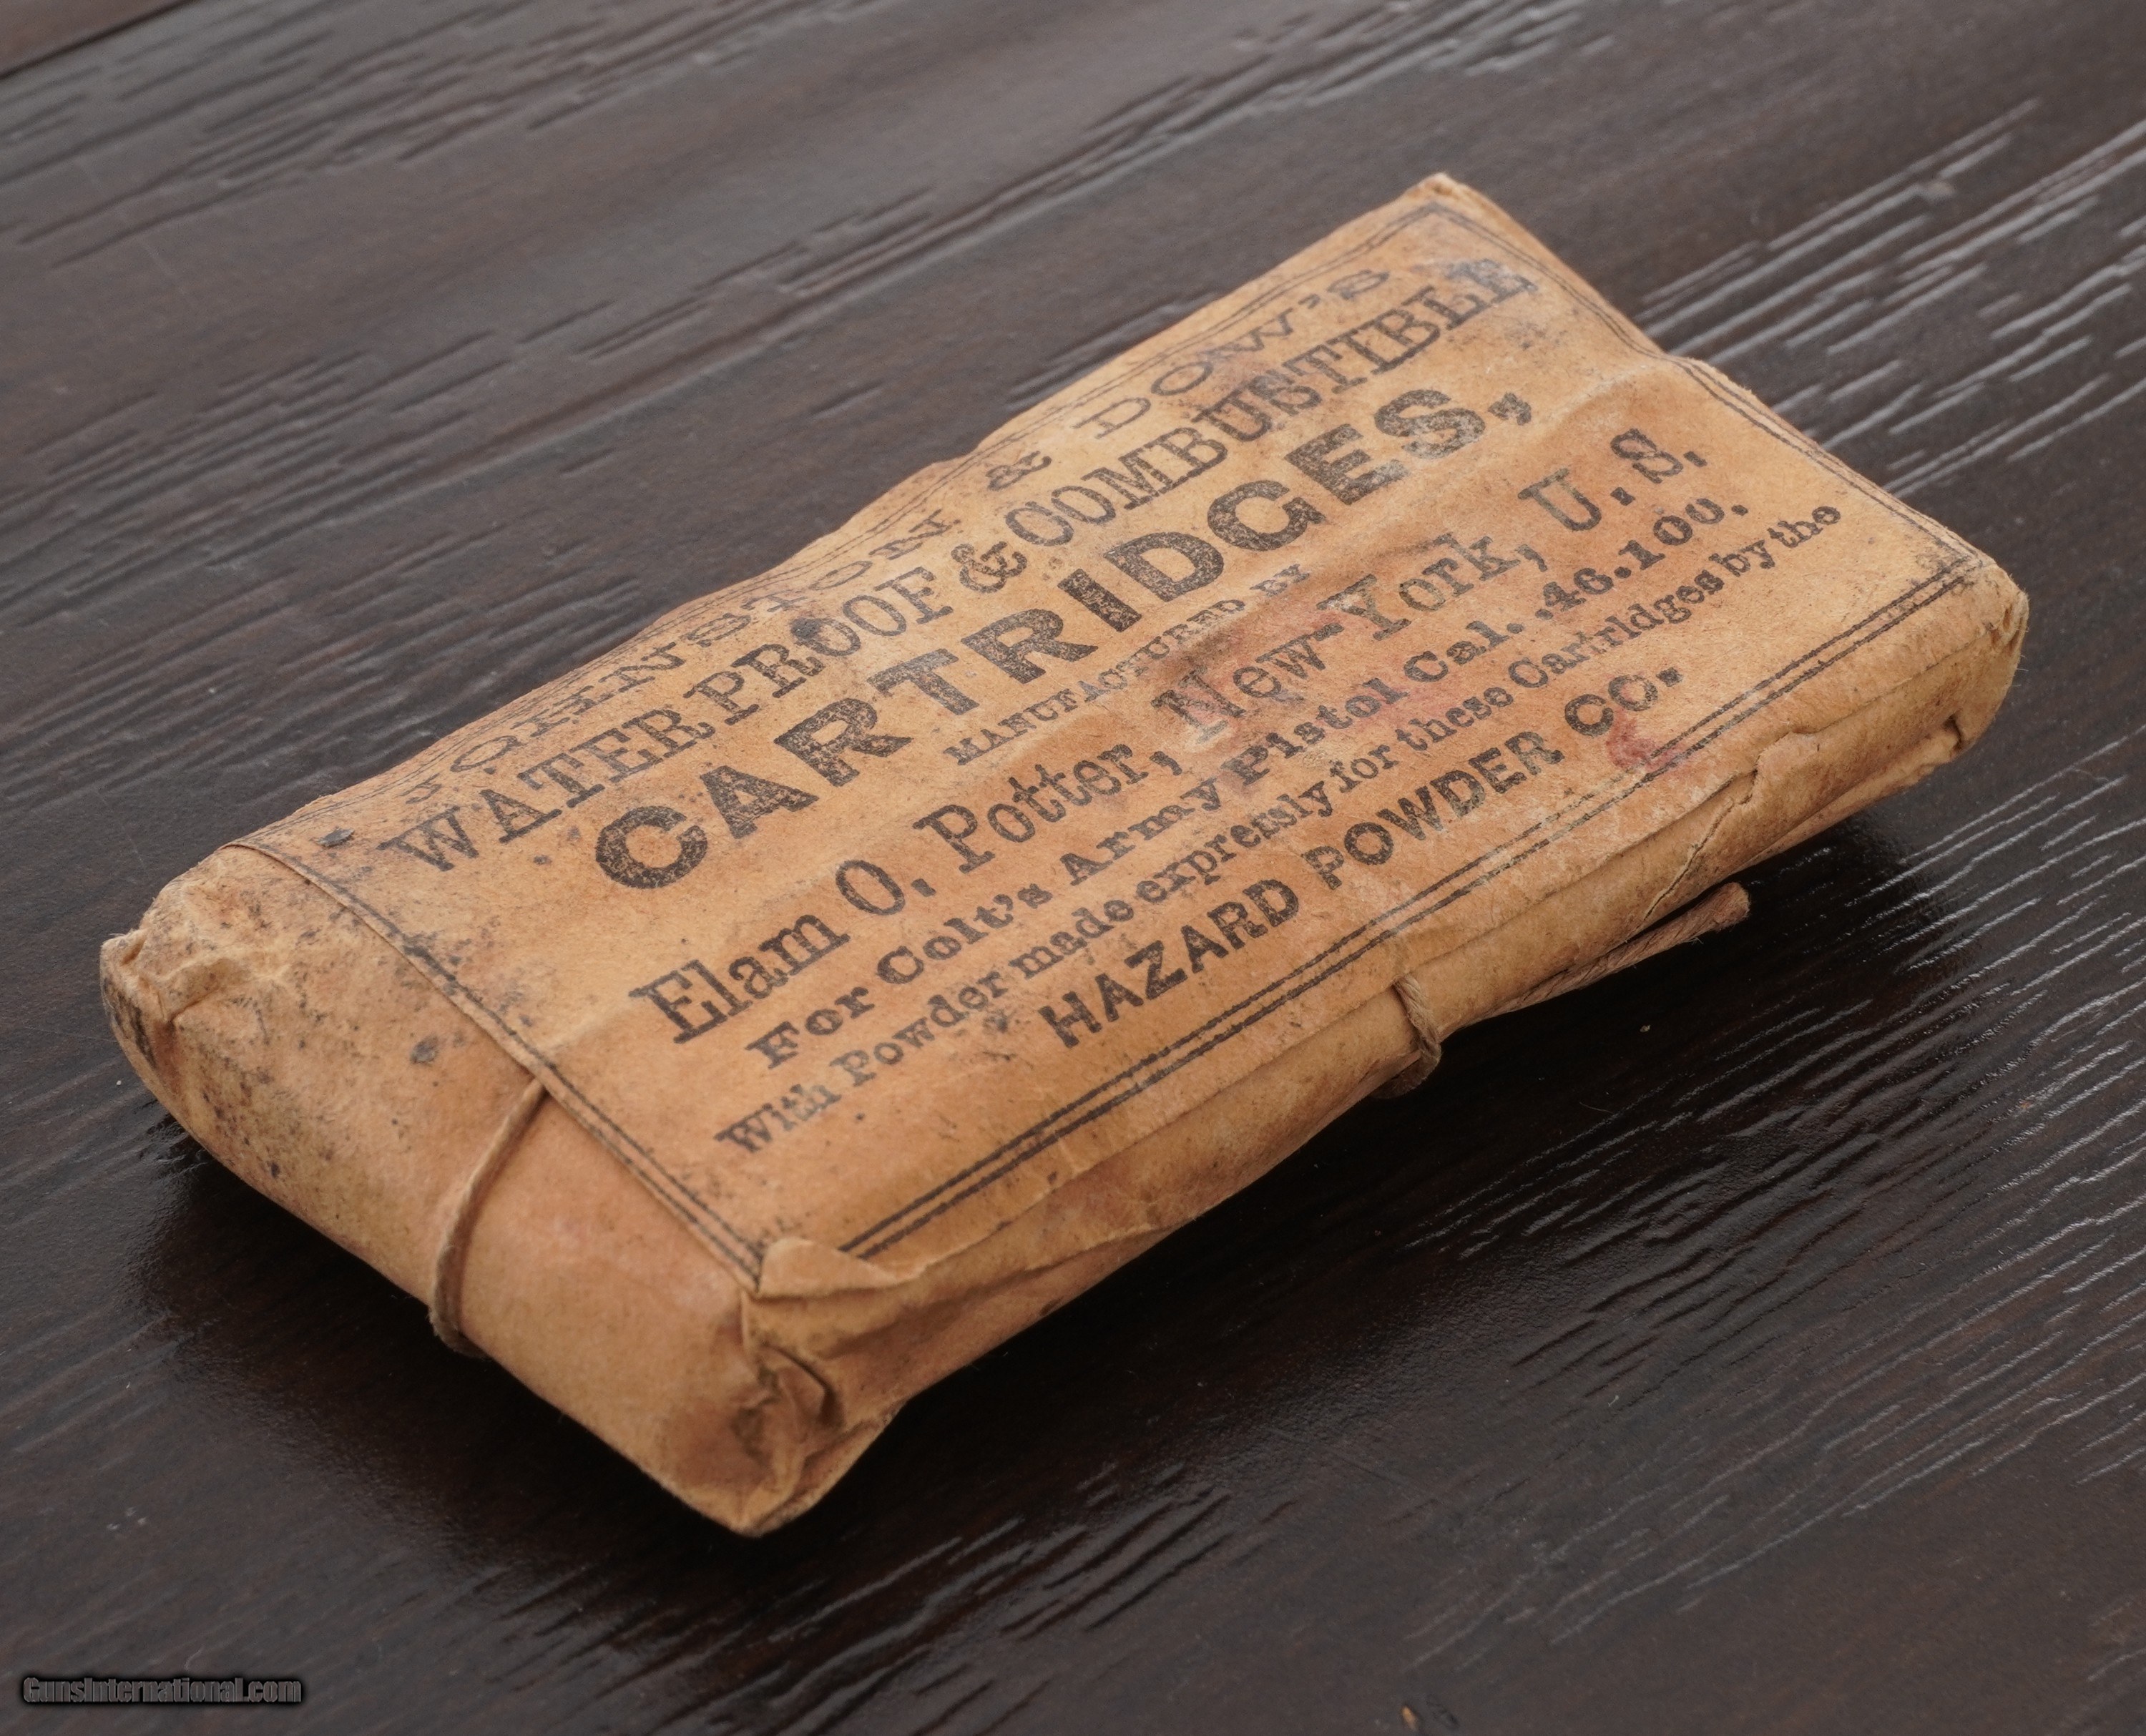 JOHNSTON & DOW'S
WATER PROOF & COMBUSTIBLE
CARTRIDGES,
MANUFACTURED BY
Elam O. Potter, New-York, U. S.
For Colt's Army Pistol Cal. .46.100.
With Powder made expressly for these Cartridges by the
HAZARD POWDER CO.
GunsInternational.com